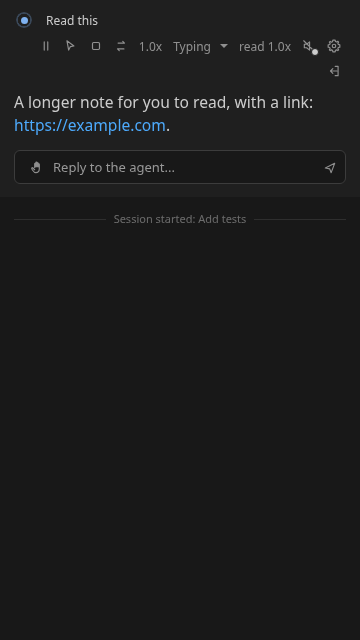 Read this
1.0x Typing read 1.0x
A longer note for you to read, with a link:
https://example.com.
Reply to the agent...
Session started: Add tests